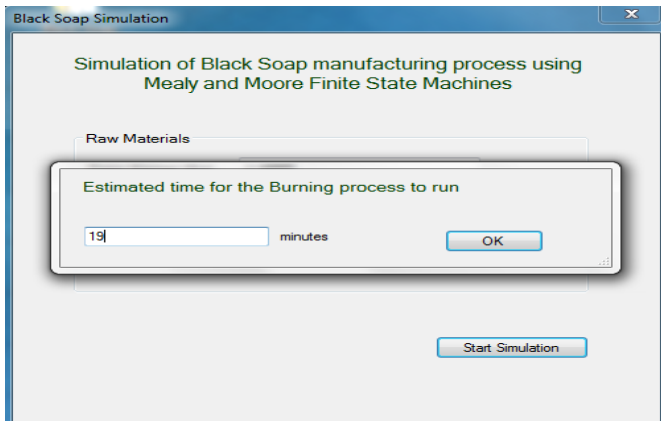 Black Soap Simulation
Simulation of Black Soap manufacturing process using
Mealy and Moore Finite State Machines
Raw Materials
Estimated time for the Burning process to run
19 minutes OK
Start Simulation